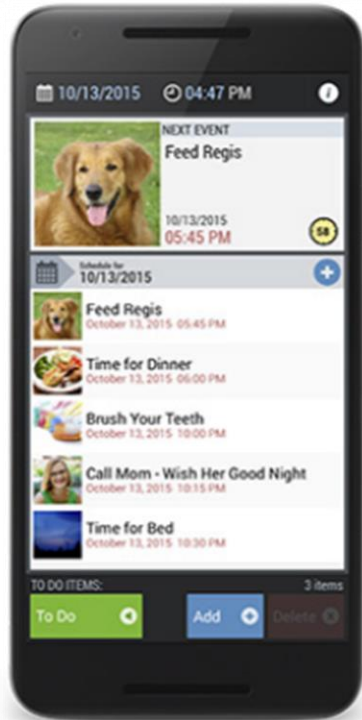 10/13/2015 04:47 PM i
NEXT EVENT
Feed Regis
10/13/2015
05:45 PM
58
Schedule for
10/13/2015
Feed Regis
October 13, 2015 05:45 PM
Time for Dinner
October 13, 2015 06:00 PM
Brush Your Teeth
October 13, 2015 10:00 PM
Call Mom - Wish Her Good Night
October 13, 2015 10:15 PM
Time for Bed
October 13, 2015 10:30 PM
TO DO ITEMS: 3 items
To Do Add Delete